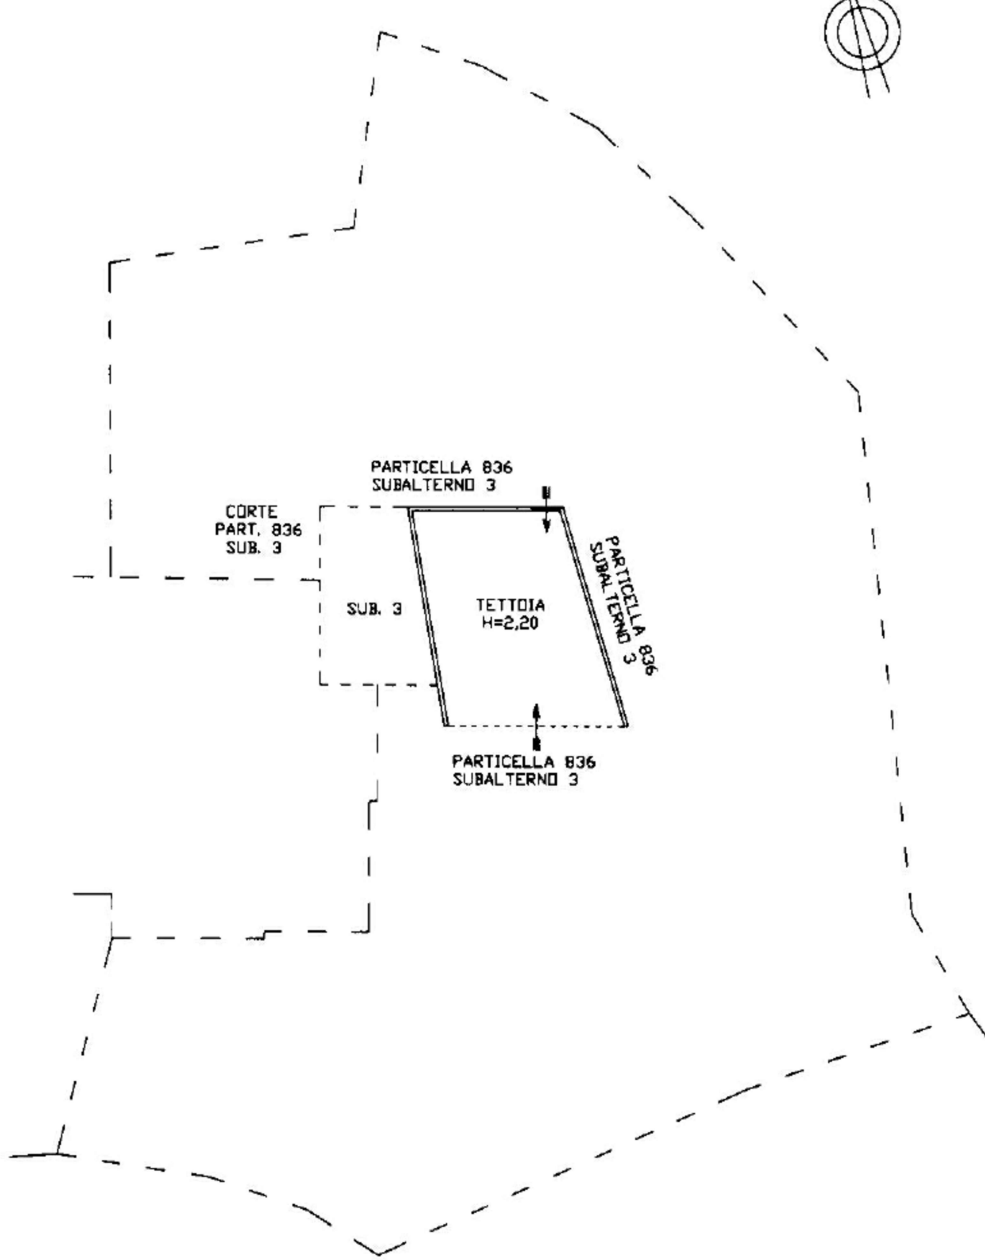 PARTICELLA 836
SUBALTERNO 3
CORTE
PART. 836
SUB. 3
PARTICELLA 836
SUBALTERNO 3
SUB. 3
TETTOIA
H=2,20
PARTICELLA 836
SUBALTERNO 3